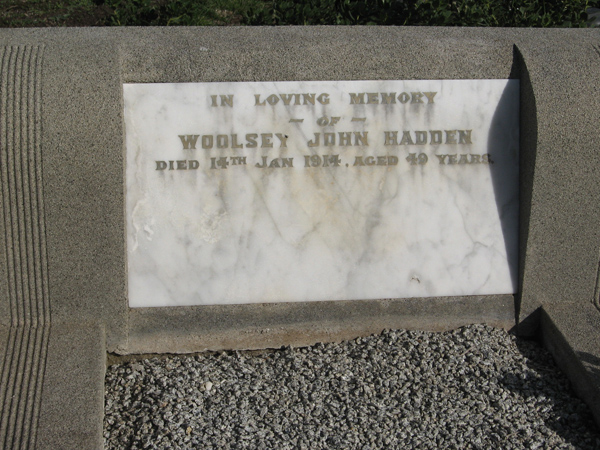 IN LOVING MEMORY
- OF -
WOOLSEY JOHN HADDEN
DIED 14TH JAN 1914, AGED 49 YEARS.